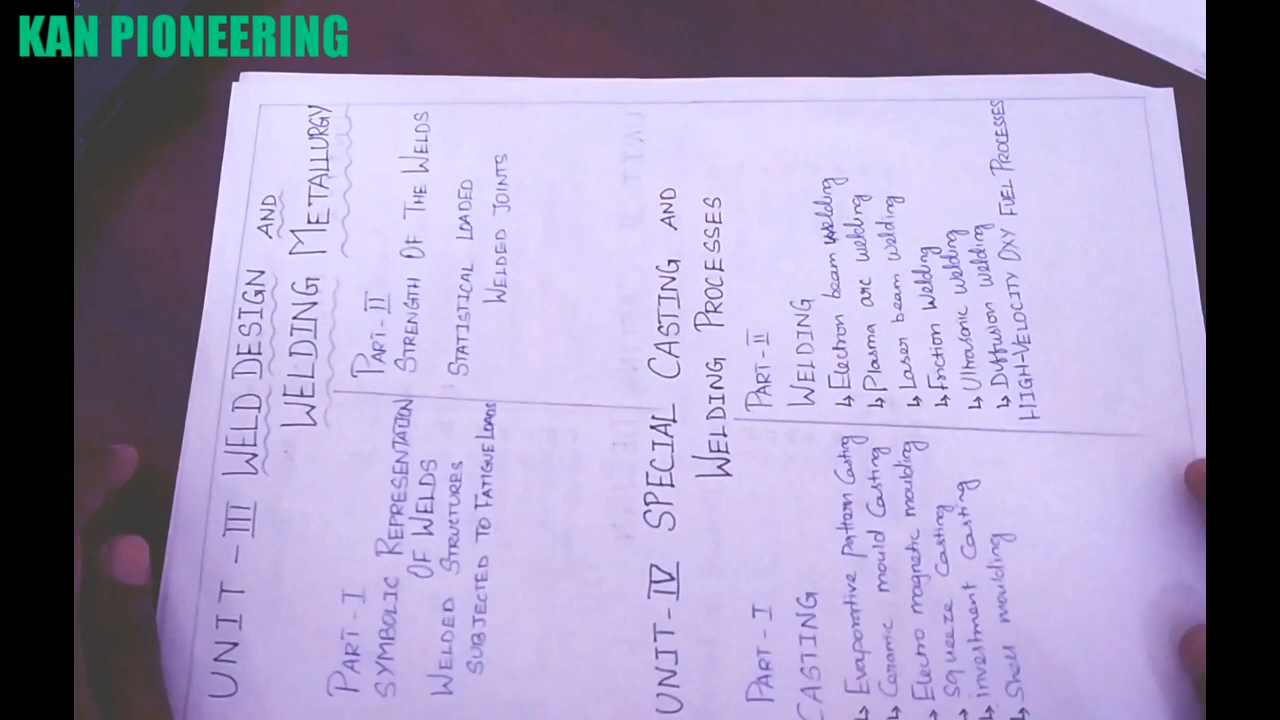 KAN PIONEERING
UNIT - III WELD DESIGN
AND
WELDING METALLURGY
PART - I
SYMBOLIC REPRESENTATION
OF WELDS
WELDED STRUCTURES
SUBJECTED TO FATIGUE LOADS
PART - II
STRENGTH OF THE WELDS
STATISTICAL LOADED
WELDED JOINTS
UNIT - IV SPECIAL CASTING AND
WELDING PROCESSES
PART - I
CASTING
↳ Evaporative Pattern Casting
↳ Ceramic mould Casting
↳ Electro magnetic moulding
↳ Squeeze Casting
↳ investment Casting
↳ Shell moulding
PART - II
WELDING
↳ Electron beam welding
↳ Plasma arc welding
↳ Laser beam welding
↳ Friction Welding
↳ Ultrasonic welding
↳ Diffusion welding
HIGH-VELOCITY OXY FUEL PROCESSES